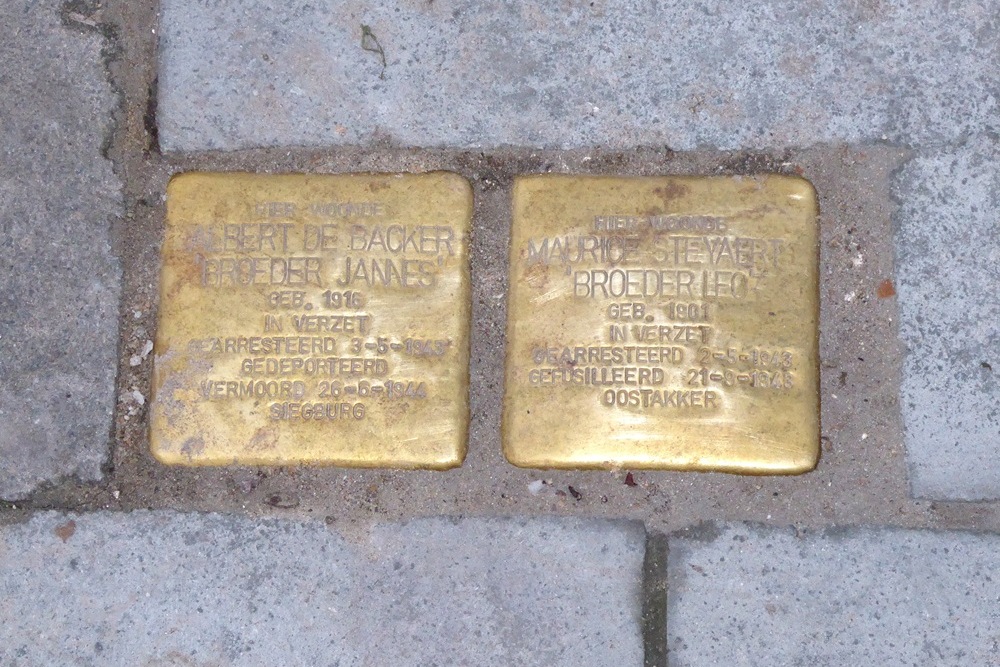 HIER WOONDE
ALBERT DE BACKER
'BROEDER JANNES'
GEB. 1916
IN VERZET
GEARRESTEERD 3-5-1943
GEDEPORTEERD
VERMOORD 26-6-1944
SIEGBURG
HIER WOONDE
MAURICE STEYAERT
'BROEDER LEO'
GEB. 1901
IN VERZET
GEARRESTEERD 2-5-1943
GEFUSILLEERD
OOSTAKKER